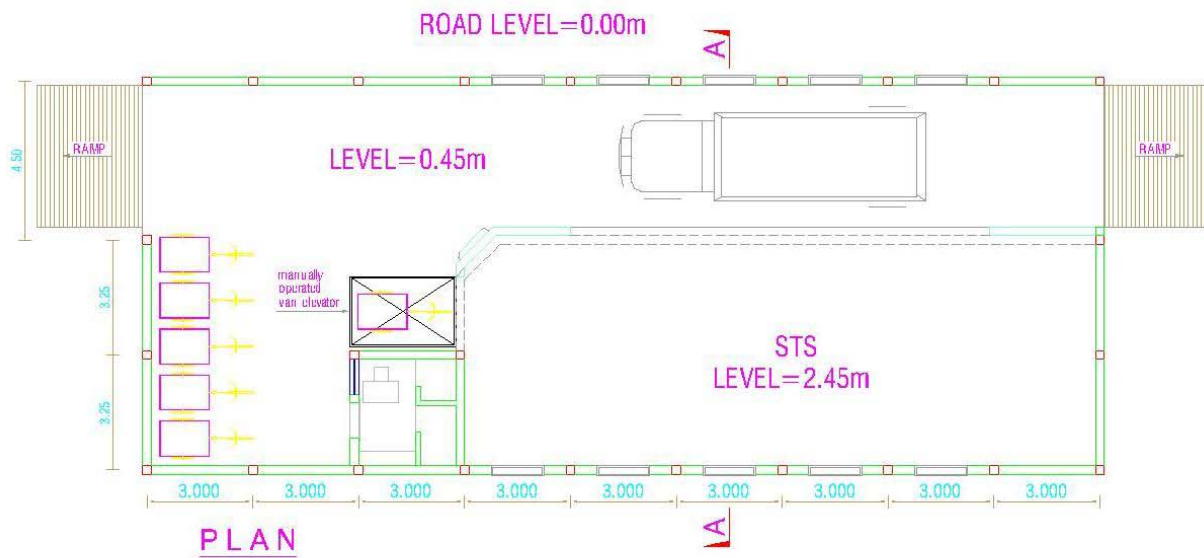 ROAD LEVEL=0.00m
A
RAMP
LEVEL=0.45m
RAMP
4.50
manually
operated
van elevator
3.25
STS
LEVEL=2.45m
3.25
3.000
3.000
3.000
3.000
3.000
3.000
3.000
3.000
3.000
A
PLAN